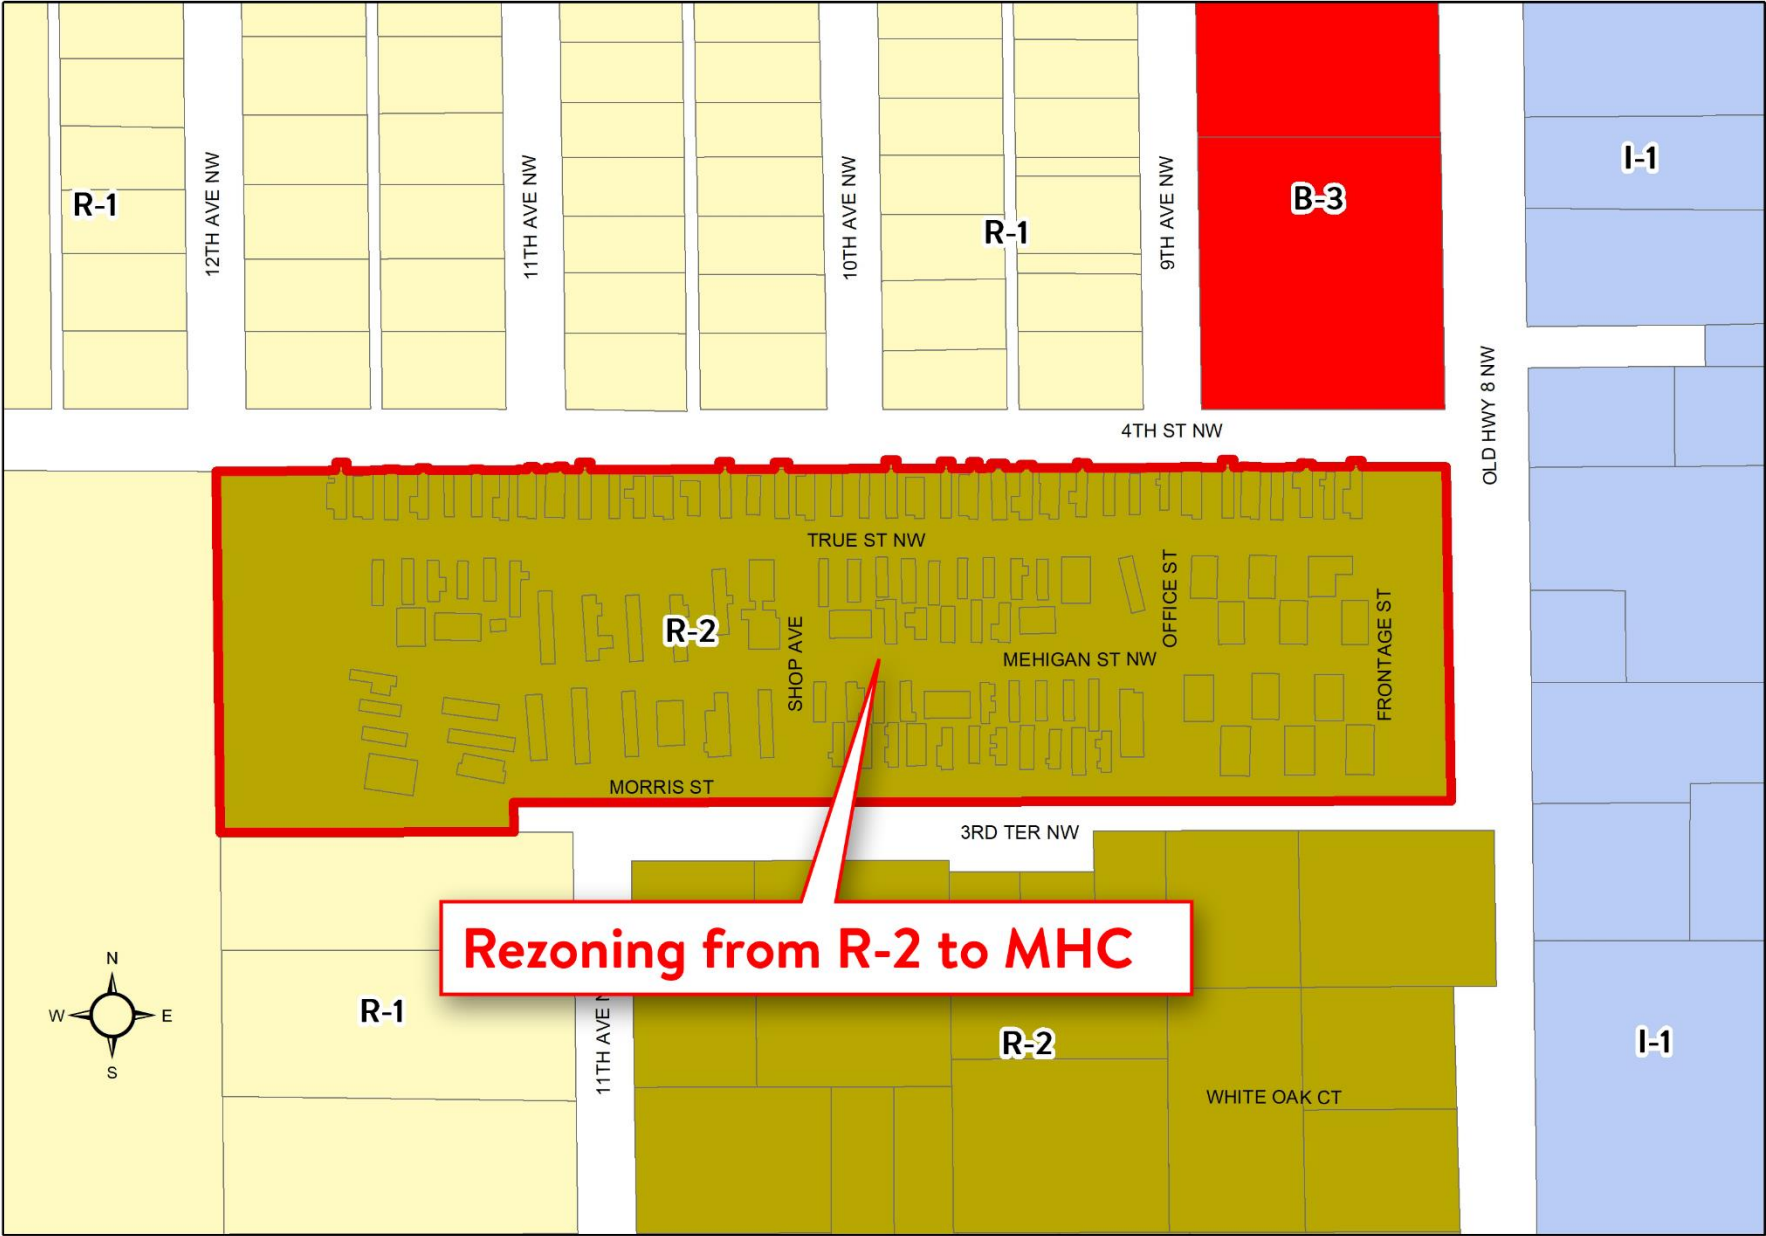 R-1
12TH AVE NW
11TH AVE NW
10TH AVE NW
R-1
9TH AVE NW
B-3
I-1
OLD HWY 8 NW
4TH ST NW
TRUE ST NW
R-2
SHOP AVE
MEHIGAN ST NW
OFFICE ST
FRONTAGE ST
MORRIS ST
3RD TER NW
Rezoning from R-2 to MHC
N
W
E
S
R-1
11TH AVE
R-2
WHITE OAK CT
I-1